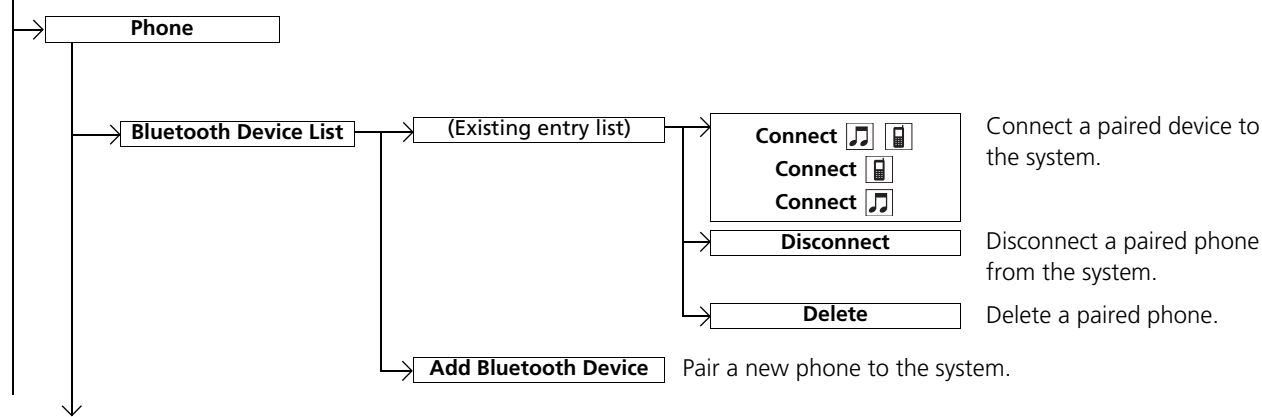 Phone
Bluetooth Device List
(Existing entry list)
Connect
Connect
Connect
Connect a paired device to
the system.
Disconnect
Disconnect a paired phone
from the system.
Delete
Delete a paired phone.
Add Bluetooth Device
Pair a new phone to the system.